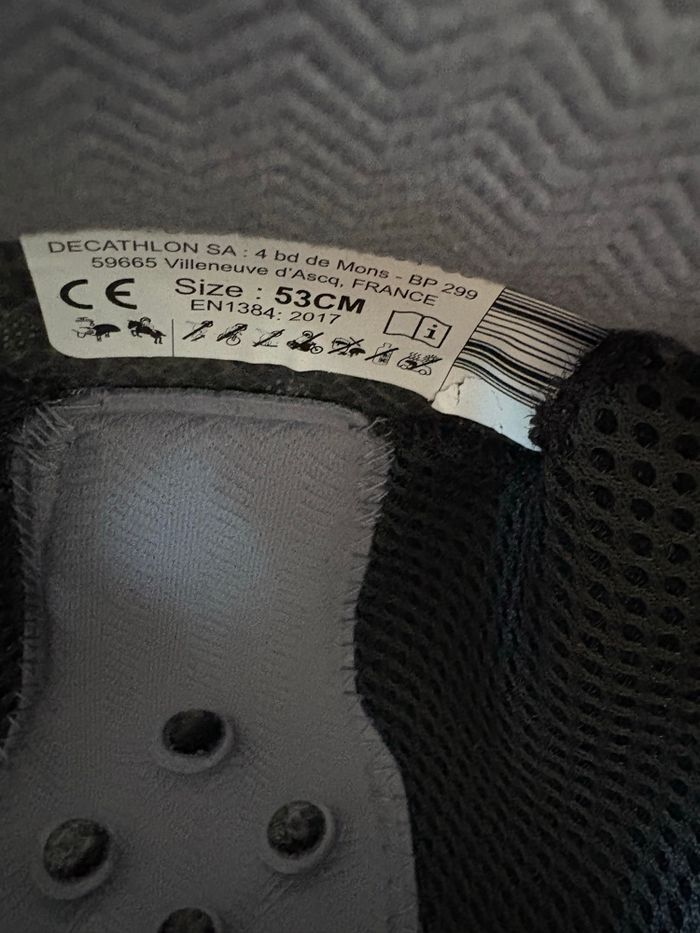 DECATHLON SA : 4 bd de Mons - BP 299
59665 Villeneuve d'Ascq, FRANCE
CE Size : 53CM
EN1384: 2017
i